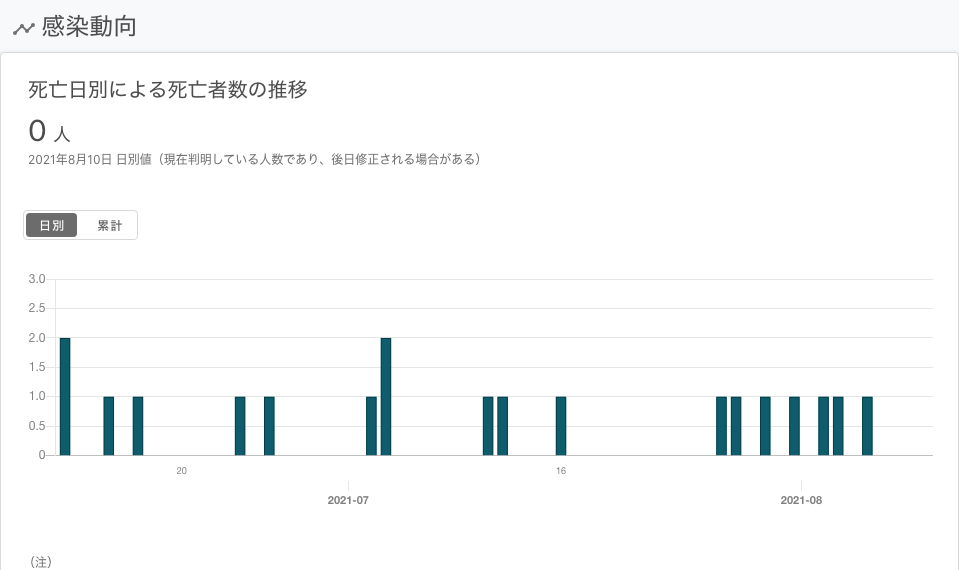 感染動向
死亡日別による死亡者数の推移
0 人
2021年8月10日 日別値（現在判明している人数であり、後日修正される場合がある）
日別 累計
3.0
2.5
2.0
1.5
1.0
0.5
0
20 16
2021-07 2021-08
（注）